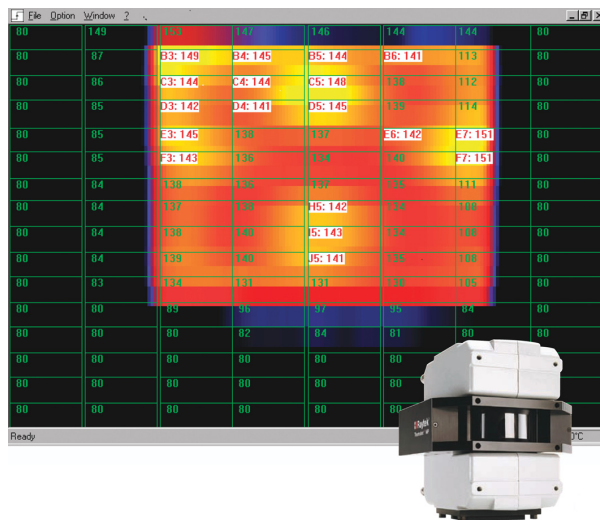 File Option Window ?
80 149 153 147 146 144 144 80
80 87 B3: 149 B4: 145 B5: 144 B6: 141 113 80
80 86 C3: 144 C4: 144 C5: 148 138 112 80
80 85 D3: 142 D4: 141 D5: 145 139 114 80
80 85 E3: 145 138 137 E6: 142 E7: 151 80
80 85 F3: 143 136 134 140 F7: 151 80
80 84 138 136 137 111 80
80 84 137 H5: 142 108 80
80 84 138 140 I5: 143 80
80 84 139 140 J5: 141 80
80 83 134 131 131 105 80
80 80 89 96 97 95 84 80
80 80 80 82 84 81 80 80
80 80 80 80 80 80
80 80 80 80 80
80 80 80 80 80
Ready °C
Raytek